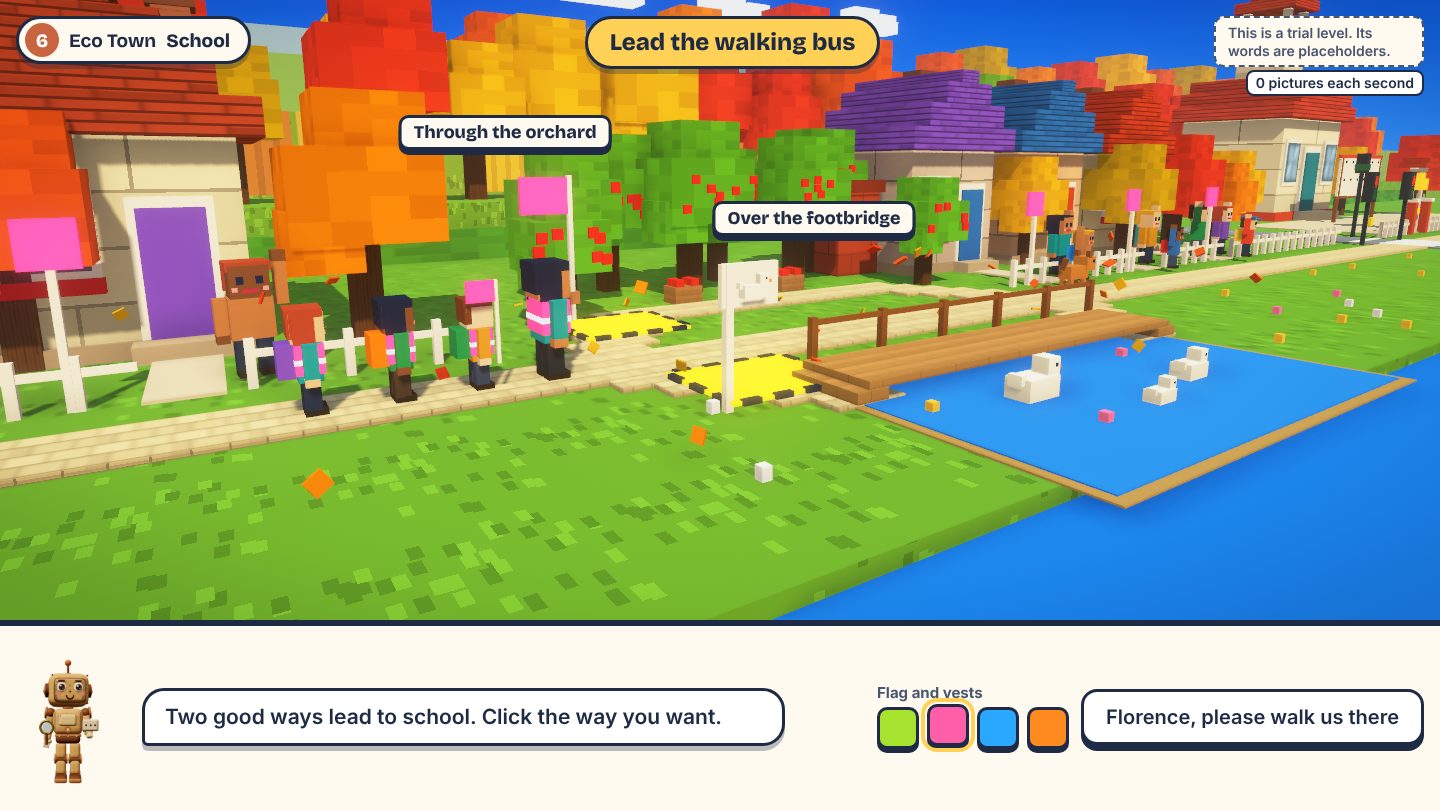 6 Eco Town School
Lead the walking bus
This is a trial level. Its
words are placeholders.
0 pictures each second
Through the orchard
Over the footbridge
Two good ways lead to school. Click the way you want.
Flag and vests
Florence, please walk us there